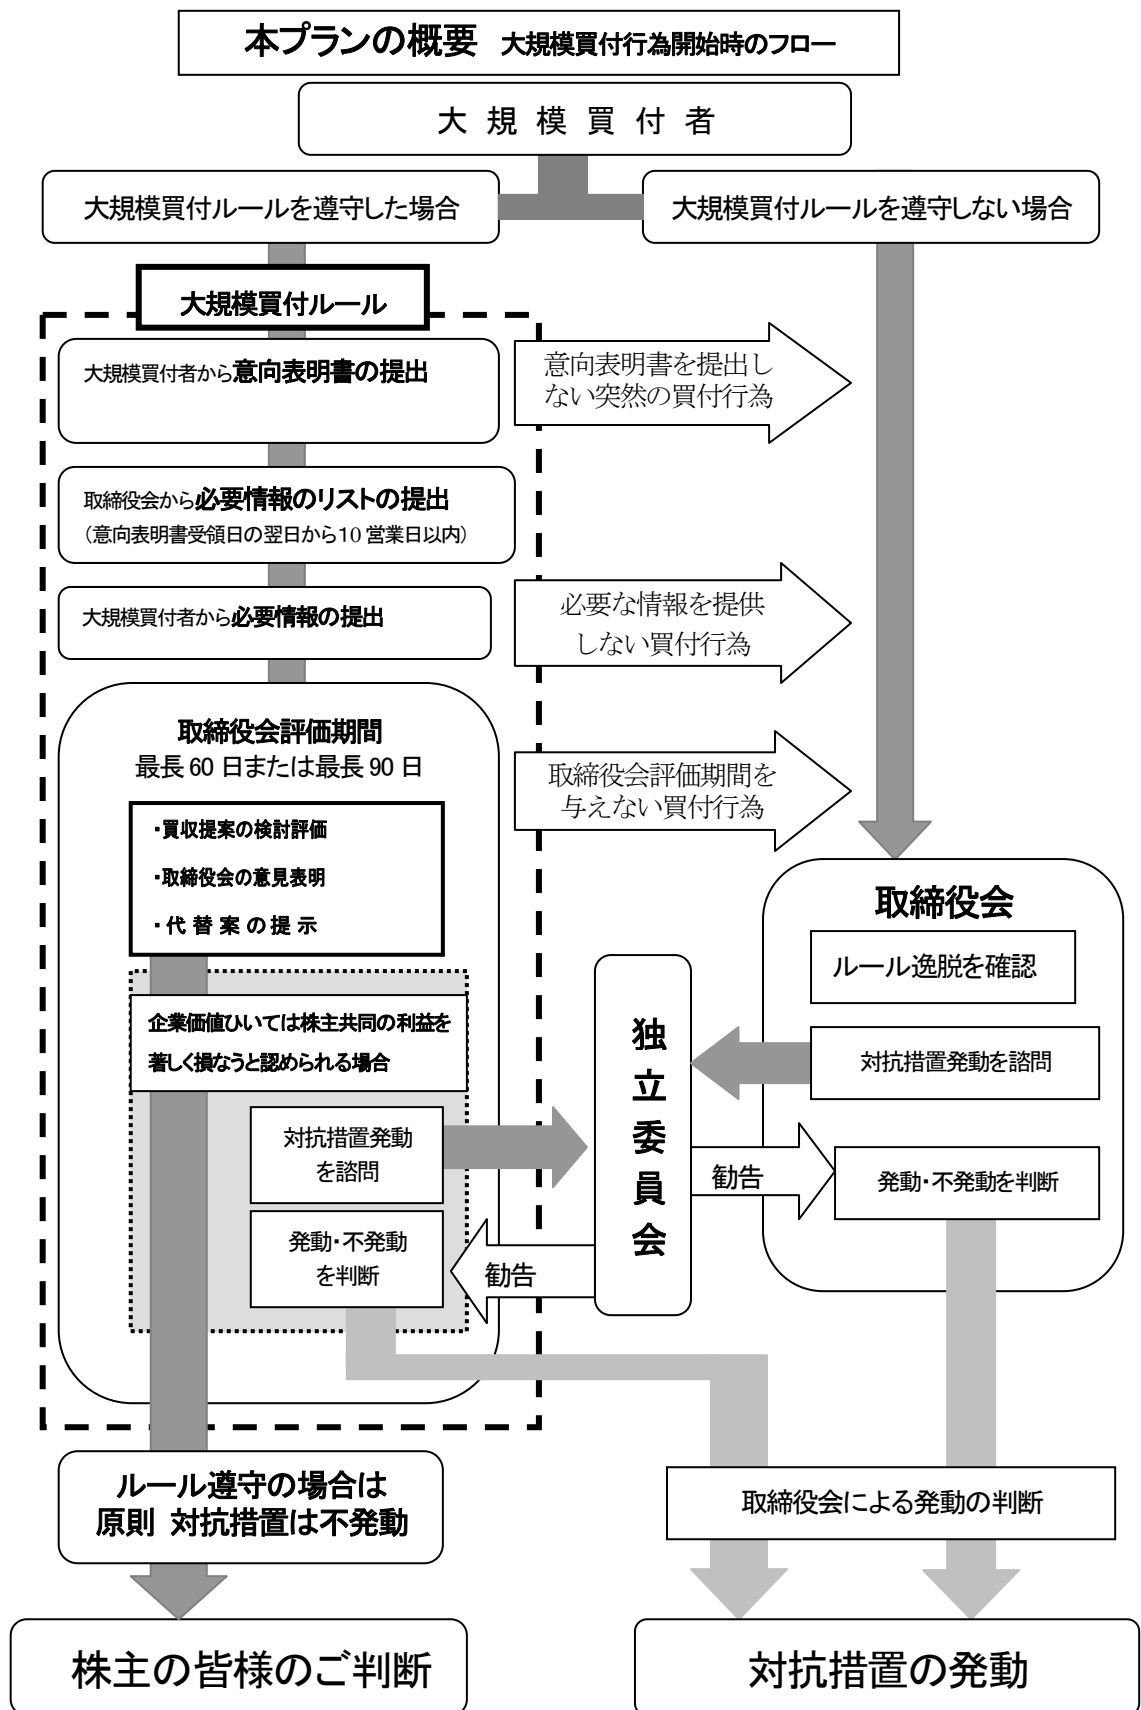 本プランの概要 大規模買付行為開始時のフロー
大 規 模 買 付 者
大規模買付ルールを遵守した場合
大規模買付ルールを遵守しない場合
大規模買付ルール
大規模買付者から意向表明書の提出
意向表明書を提出し
ない突然の買付行為
取締役会から必要情報のリストの提出
（意向表明書受領日の翌日から10 営業日以内）
大規模買付者から必要情報の提出
必要な情報を提供
しない買付行為
取締役会評価期間
最長 60 日または最長 90 日
取締役会評価期間を
与えない買付行為
・買収提案の検討評価
・取締役会の意見表明
・代 替 案 の 提 示
取締役会
ルール逸脱を確認
企業価値ひいては株主共同の利益を
著しく損なうと認められる場合
独立委員会
対抗措置発動を諮問
対抗措置発動
を諮問
勧告
発動・不発動を判断
発動・不発動
を判断
勧告
ルール遵守の場合は
原則 対抗措置は不発動
取締役会による発動の判断
株主の皆様のご判断
対抗措置の発動